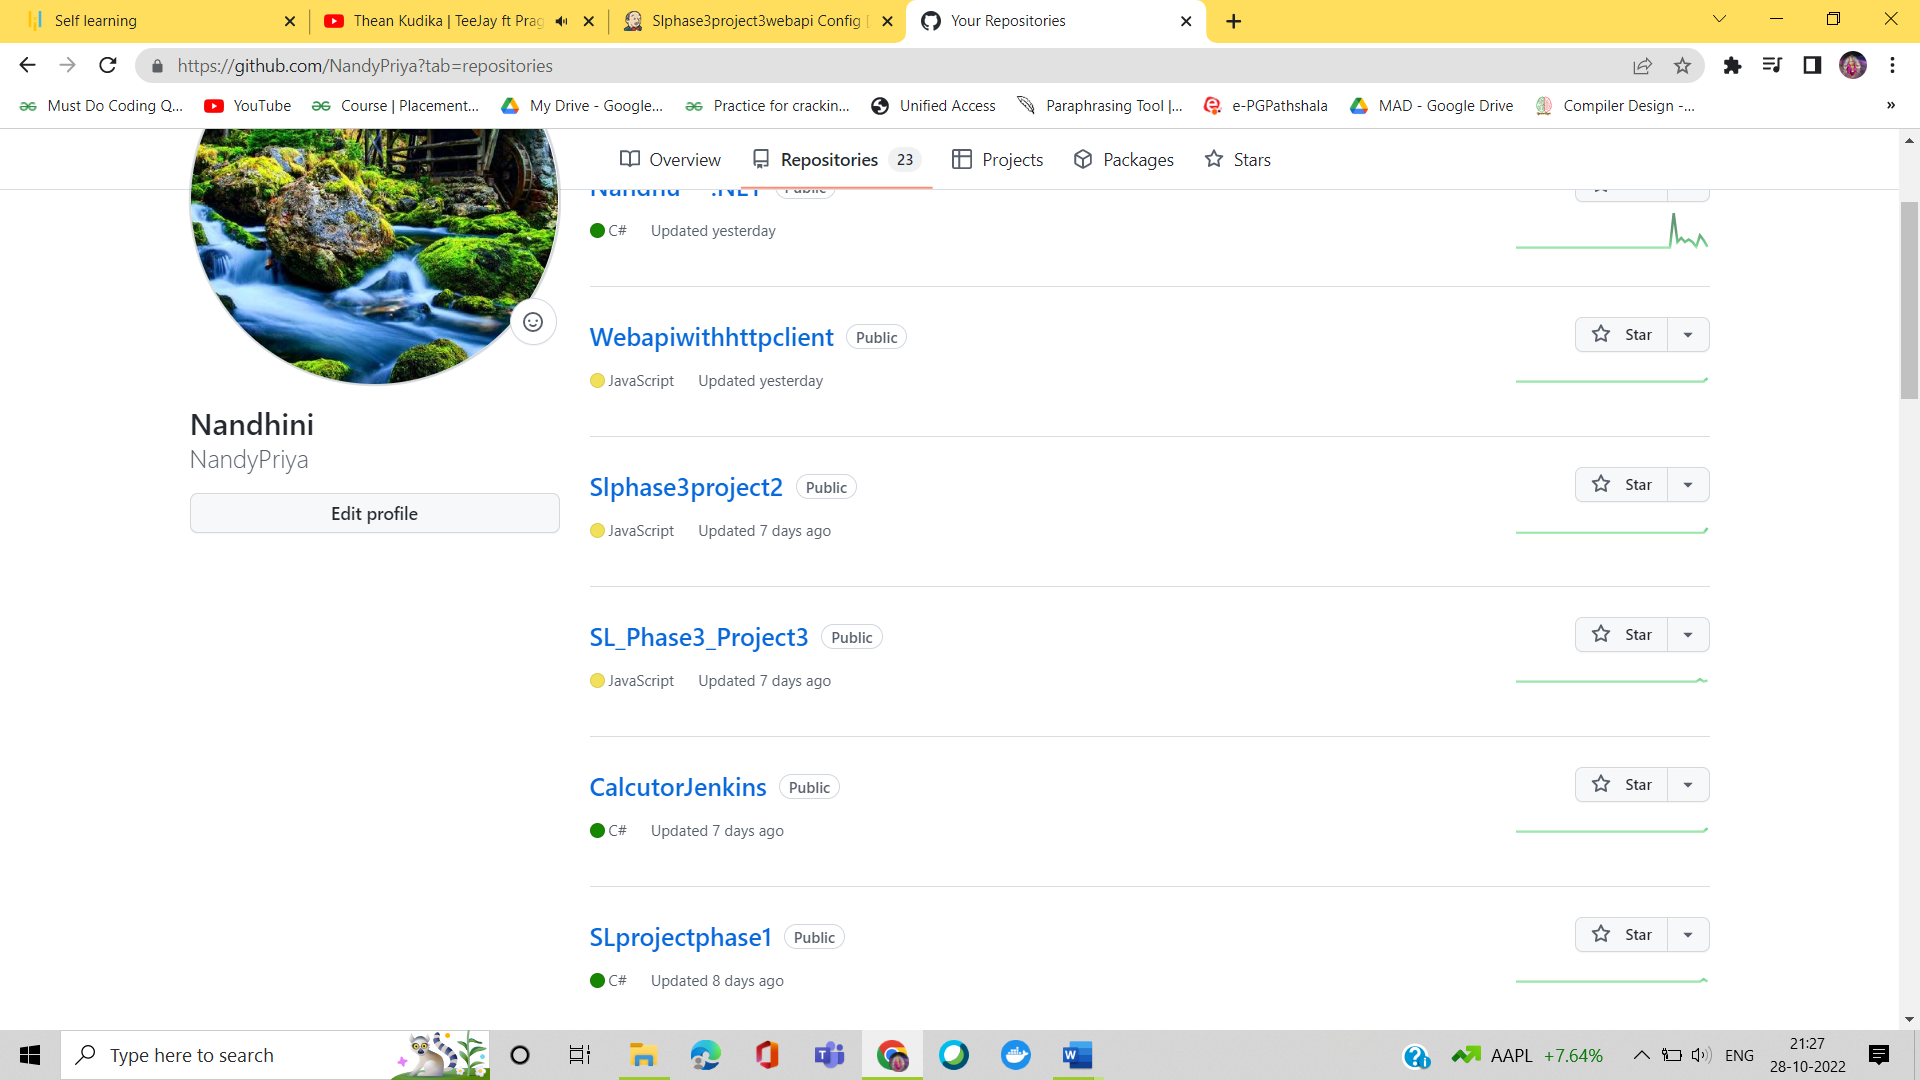 Self learning
Thean Kudika | TeeJay ft Prag
Slphase3project3webapi Config
Your Repositories
https://github.com/NandyPriya?tab=repositories
Must Do Coding Q...
YouTube
Course | Placement...
My Drive - Google...
Practice for crackin...
Unified Access
Paraphrasing Tool |...
e-PGPathshala
MAD - Google Drive
Compiler Design -...
»
Overview
Repositories 23
Projects
Packages
Stars
Public
C# Updated yesterday
Webapiwithhttpclient Public
Star
JavaScript Updated yesterday
Nandhini
NandyPriya
Edit profile
Slphase3project2 Public
Star
JavaScript Updated 7 days ago
SL_Phase3_Project3 Public
Star
JavaScript Updated 7 days ago
CalcutorJenkins Public
Star
C# Updated 7 days ago
SLprojectphase1 Public
Star
C# Updated 8 days ago
Type here to search
AAPL +7.64%
ENG
21:27
28-10-2022